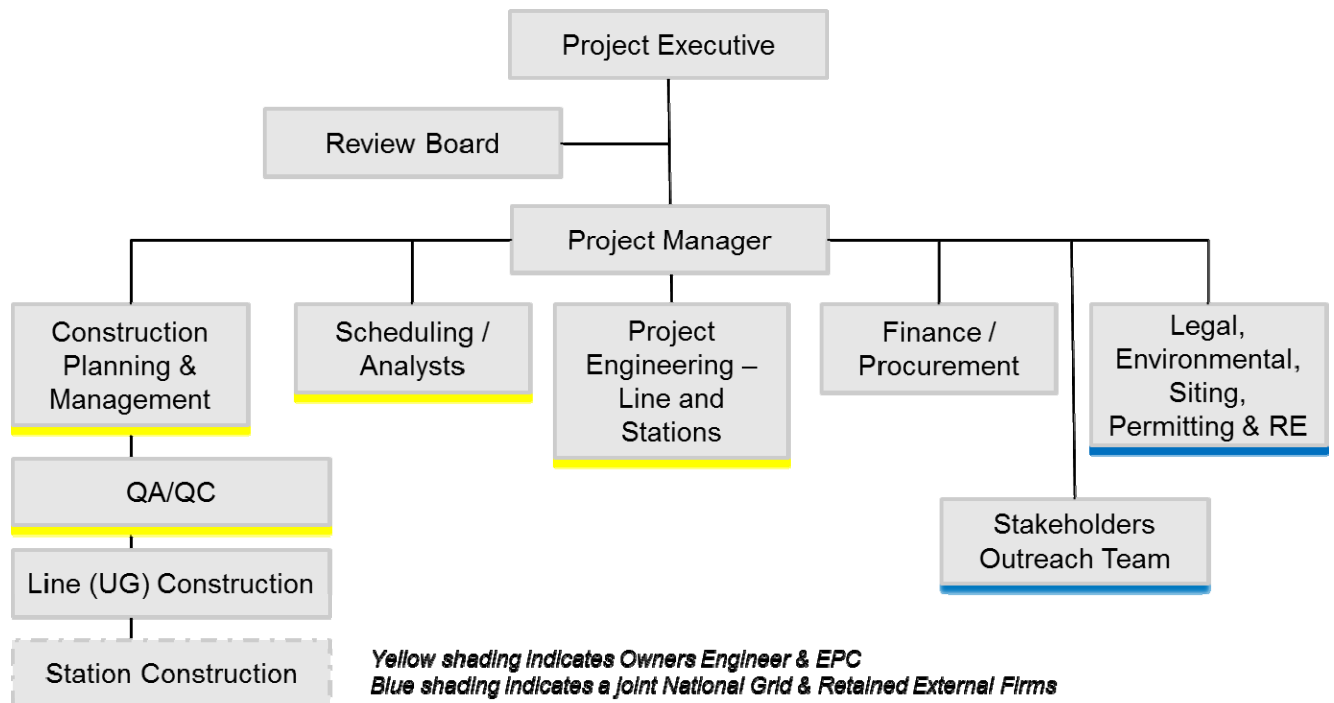 Project Executive
Review Board
Project Manager
Construction
Planning &
Management
Scheduling /
Analysts
Project
Engineering –
Line and
Stations
Finance /
Procurement
Legal,
Environmental,
Siting,
Permitting & RE
QA/QC
Stakeholders
Outreach Team
Line (UG) Construction
Station Construction
Yellow shading indicates Owners Engineer & EPC
Blue shading indicates a joint National Grid & Retained External Firms